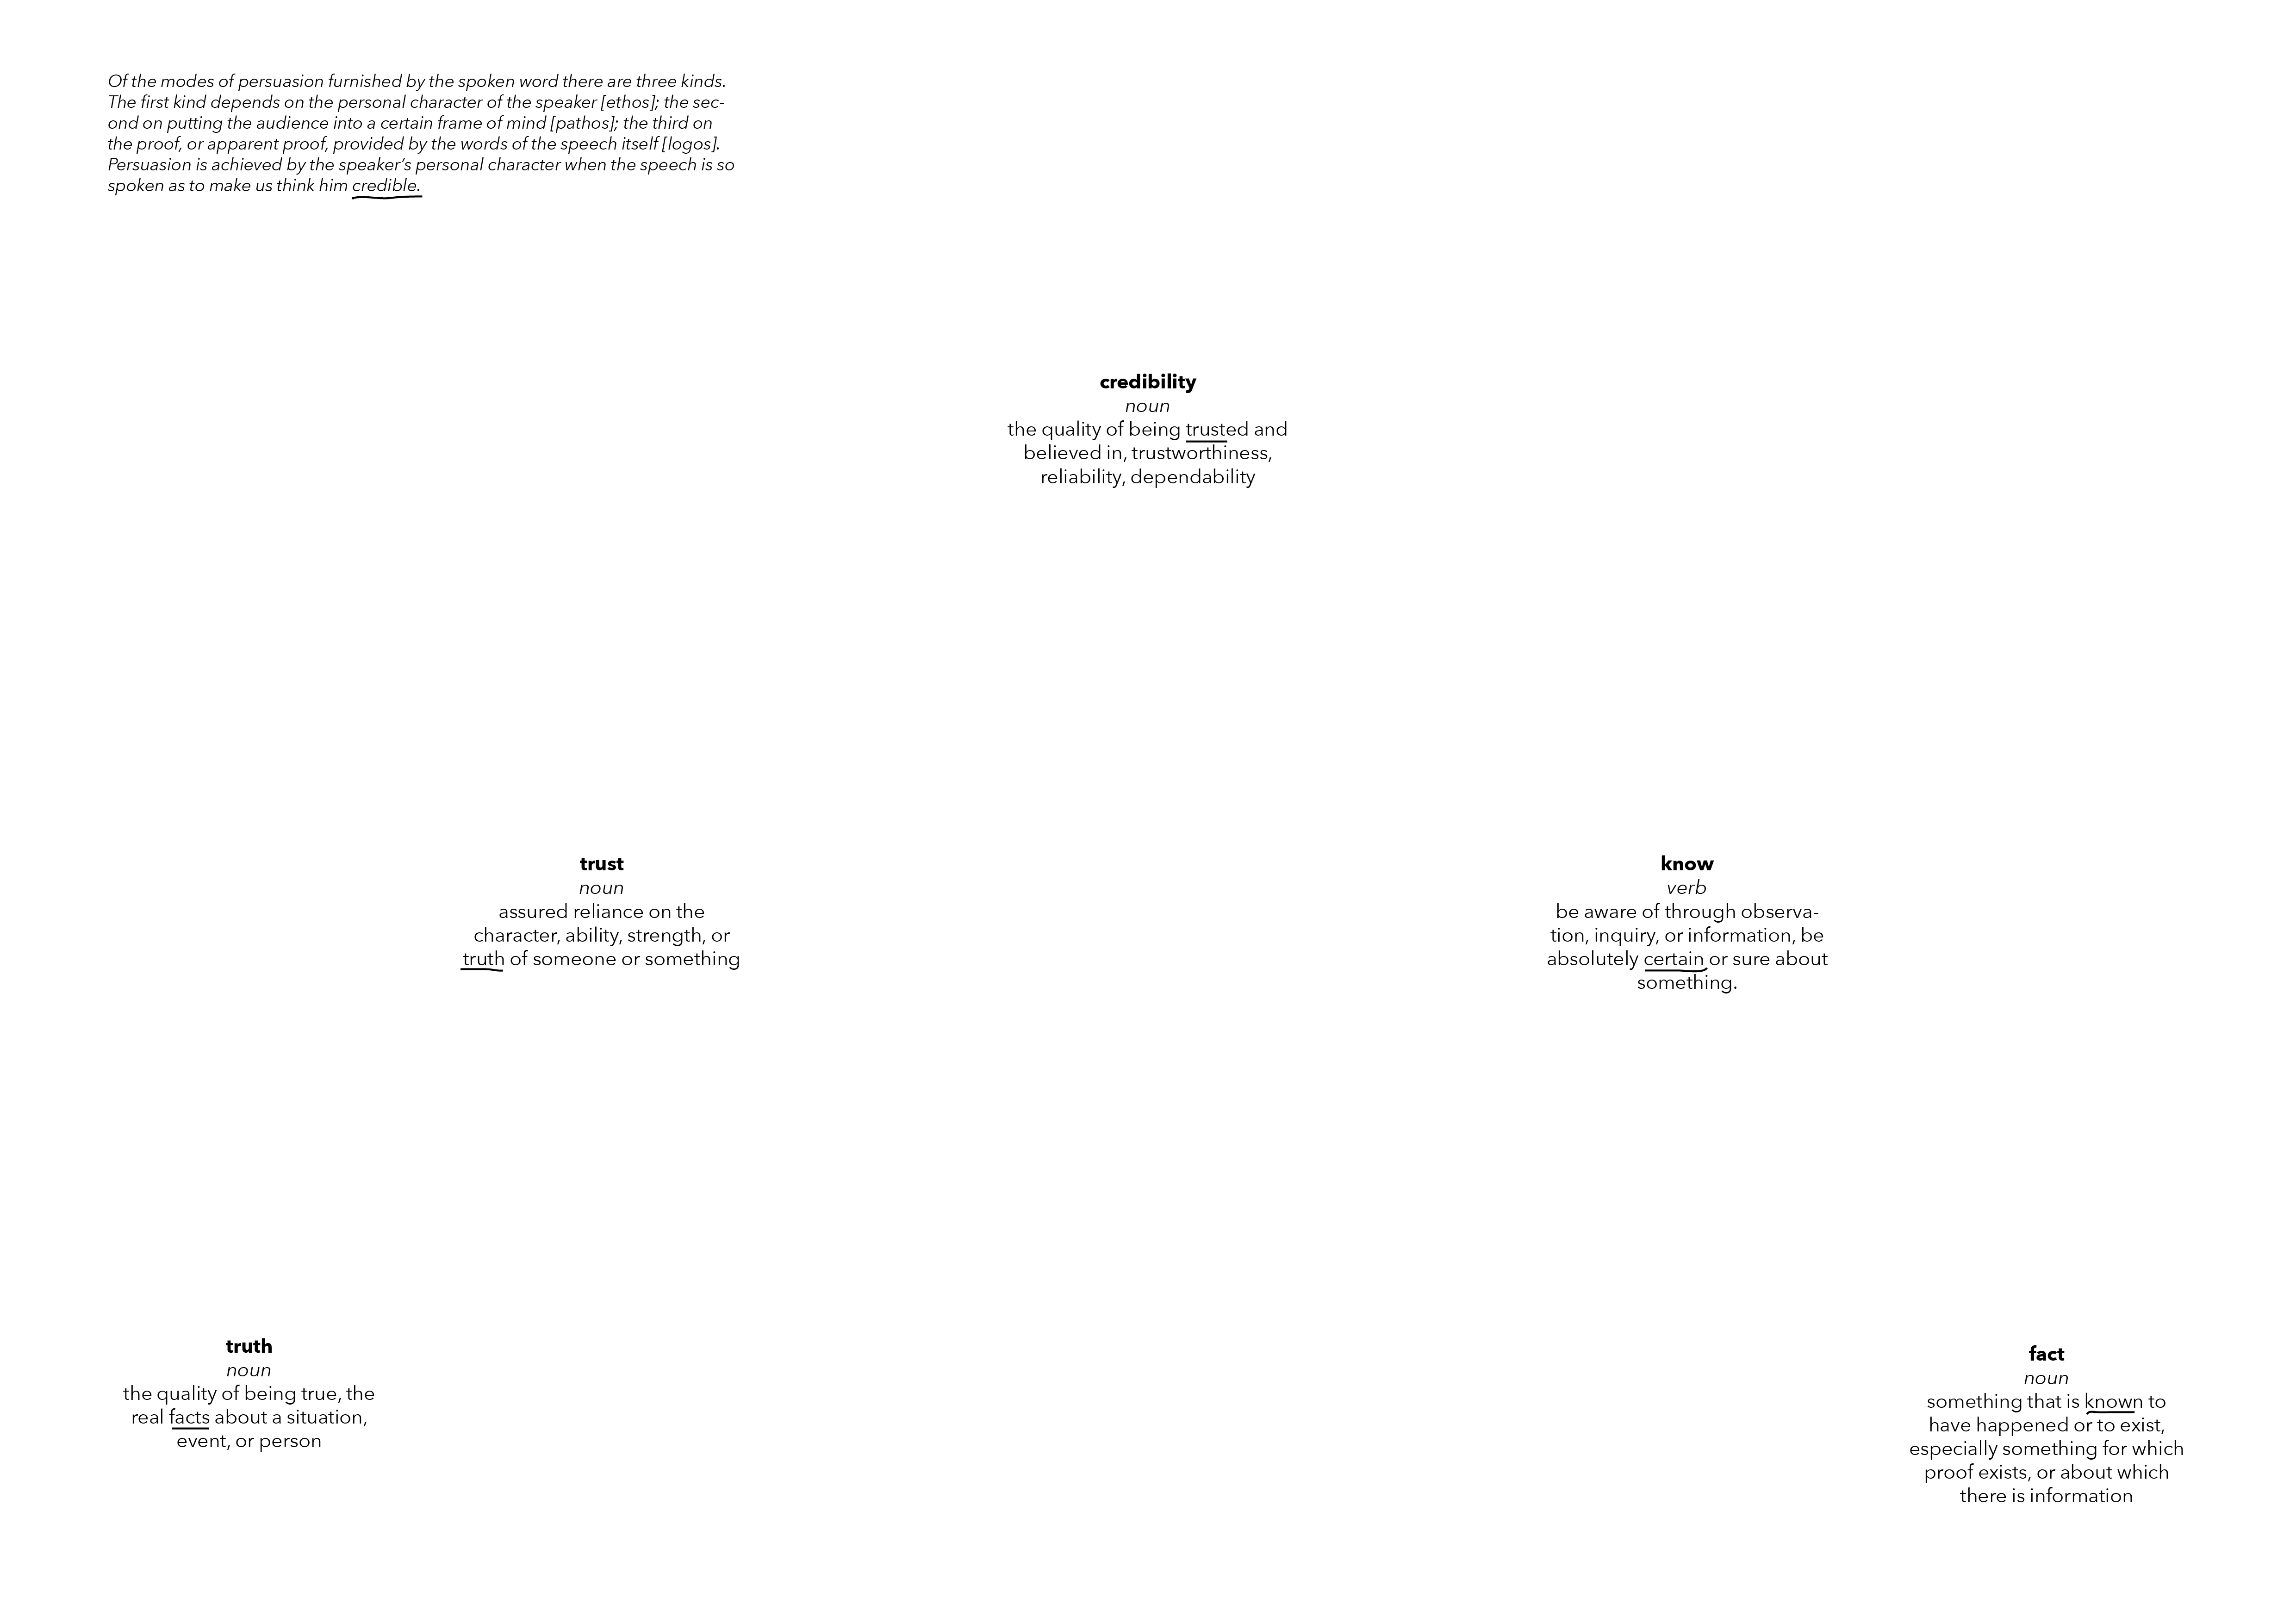 Of the modes of persuasion furnished by the spoken word there are three kinds.
The first kind depends on the personal character of the speaker [ethos]; the sec-
ond on putting the audience into a certain frame of mind [pathos]; the third on
the proof, or apparent proof, provided by the words of the speech itself [logos].
Persuasion is achieved by the speaker’s personal character when the speech is so
spoken as to make us think him credible.
credibility
noun
the quality of being trusted and
believed in, trustworthiness,
reliability, dependability
trust
noun
assured reliance on the
character, ability, strength, or
truth of someone or something
know
verb
be aware of through observa-
tion, inquiry, or information, be
absolutely certain or sure about
something.
truth
noun
the quality of being true, the
real facts about a situation,
event, or person
fact
noun
something that is known to
have happened or to exist,
especially something for which
proof exists, or about which
there is information